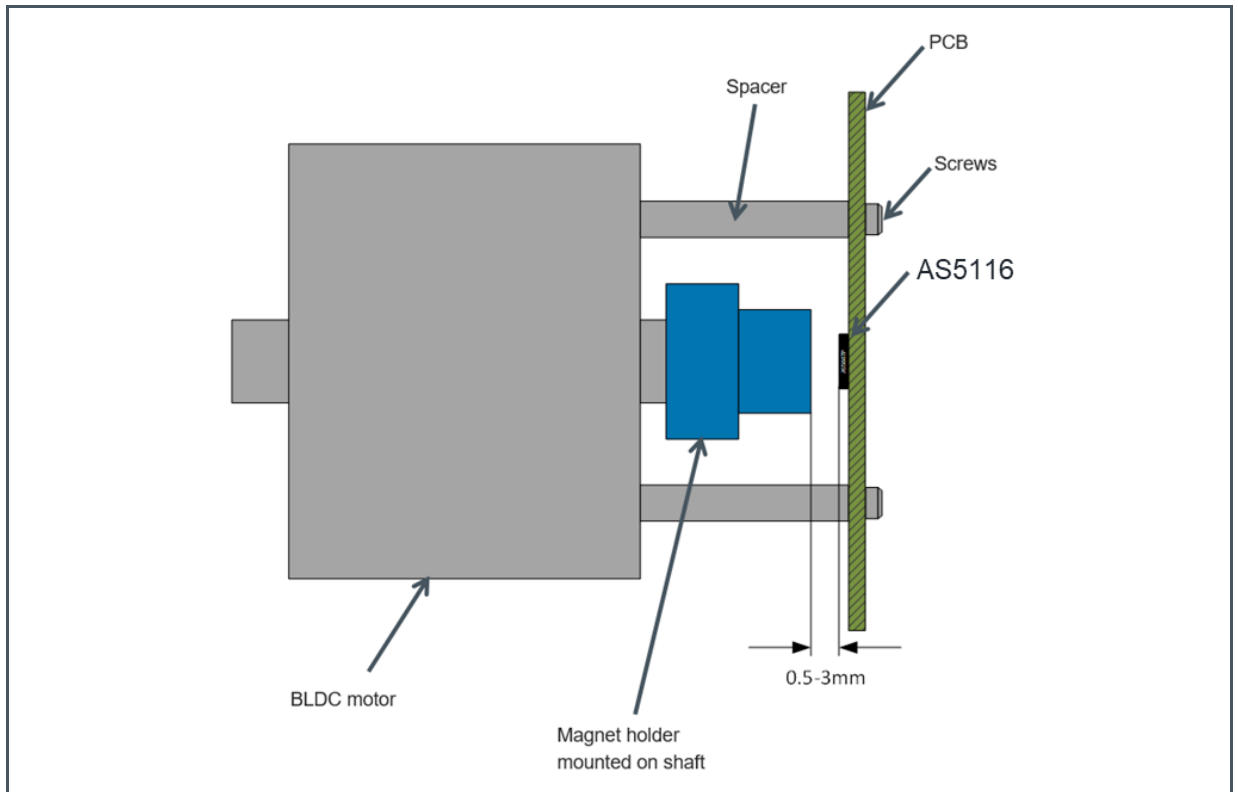 PCB
Spacer
Screws
AS5116
0.5-3mm
BLDC motor
Magnet holder
mounted on shaft